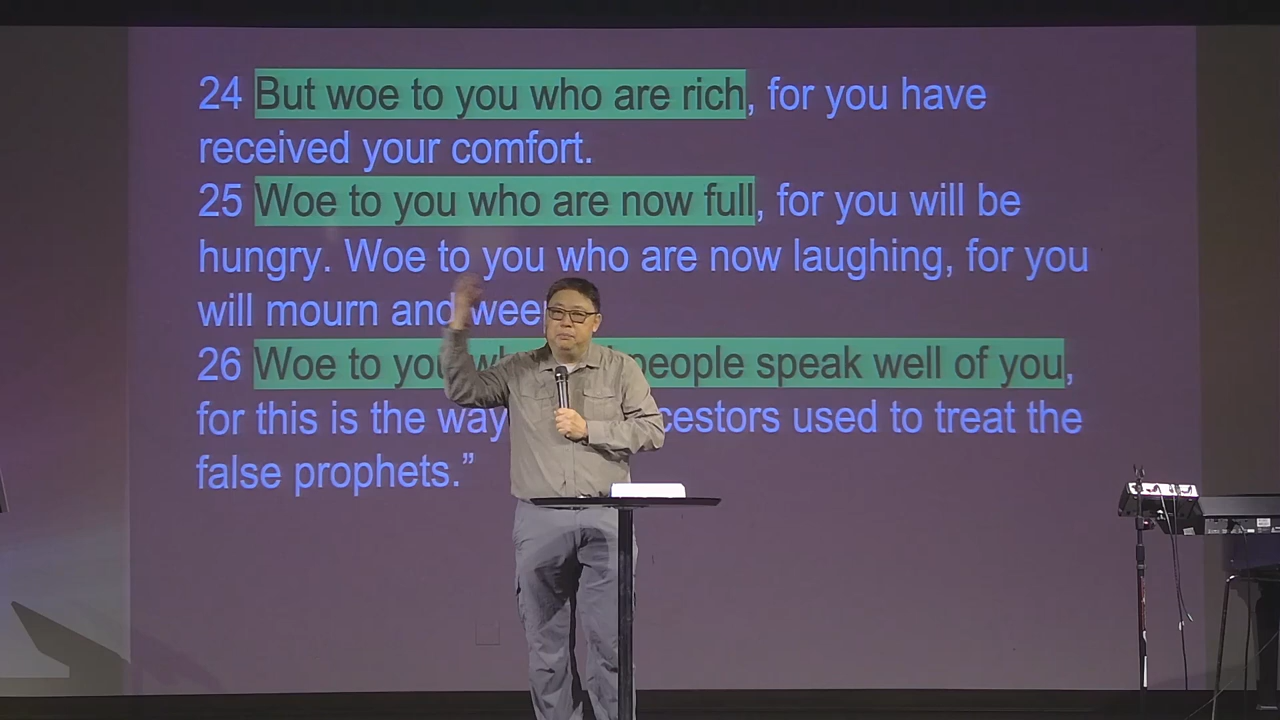 24 But woe to you who are rich, for you have
received your comfort.
25 Woe to you who are now full, for you will be
hungry. Woe to you who are now laughing, for you
will mourn and
26 Woe to you people speak well of you,
for this is the way used to treat the
false prophets.”